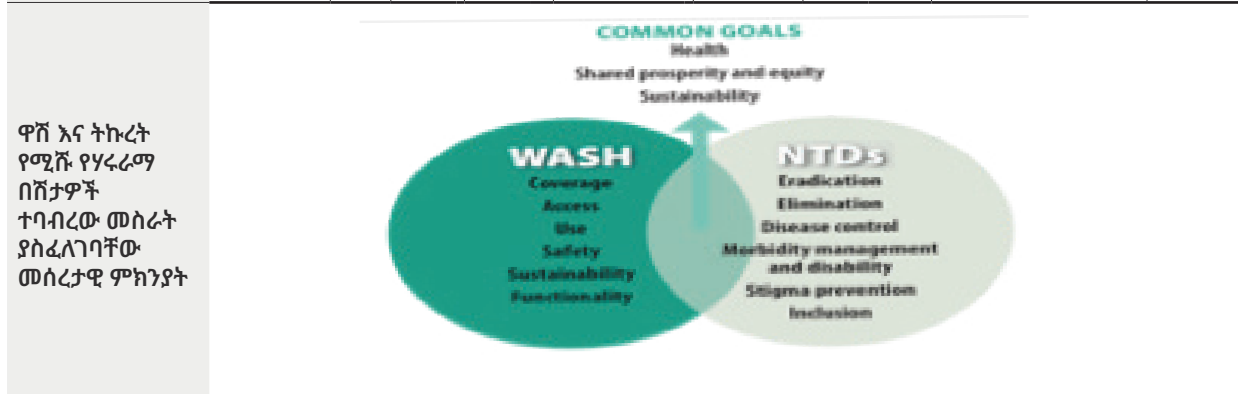 ዋሽ እና ትኩረት
የሚሹ የሃሩራማ
በሽታዎች
ተባብረው መስራት
ያስፈለገባቸው
መሰረታዊ ምክንያት
COMMON GOALS
Health
Shared prosperity and equity
Sustainability
WASH
Coverage
Access
Use
Safety
Sustainability
Functionality
NTDs
Eradication
Elimination
Disease control
Morbidity management
and disability
Stigma prevention
Inclusion